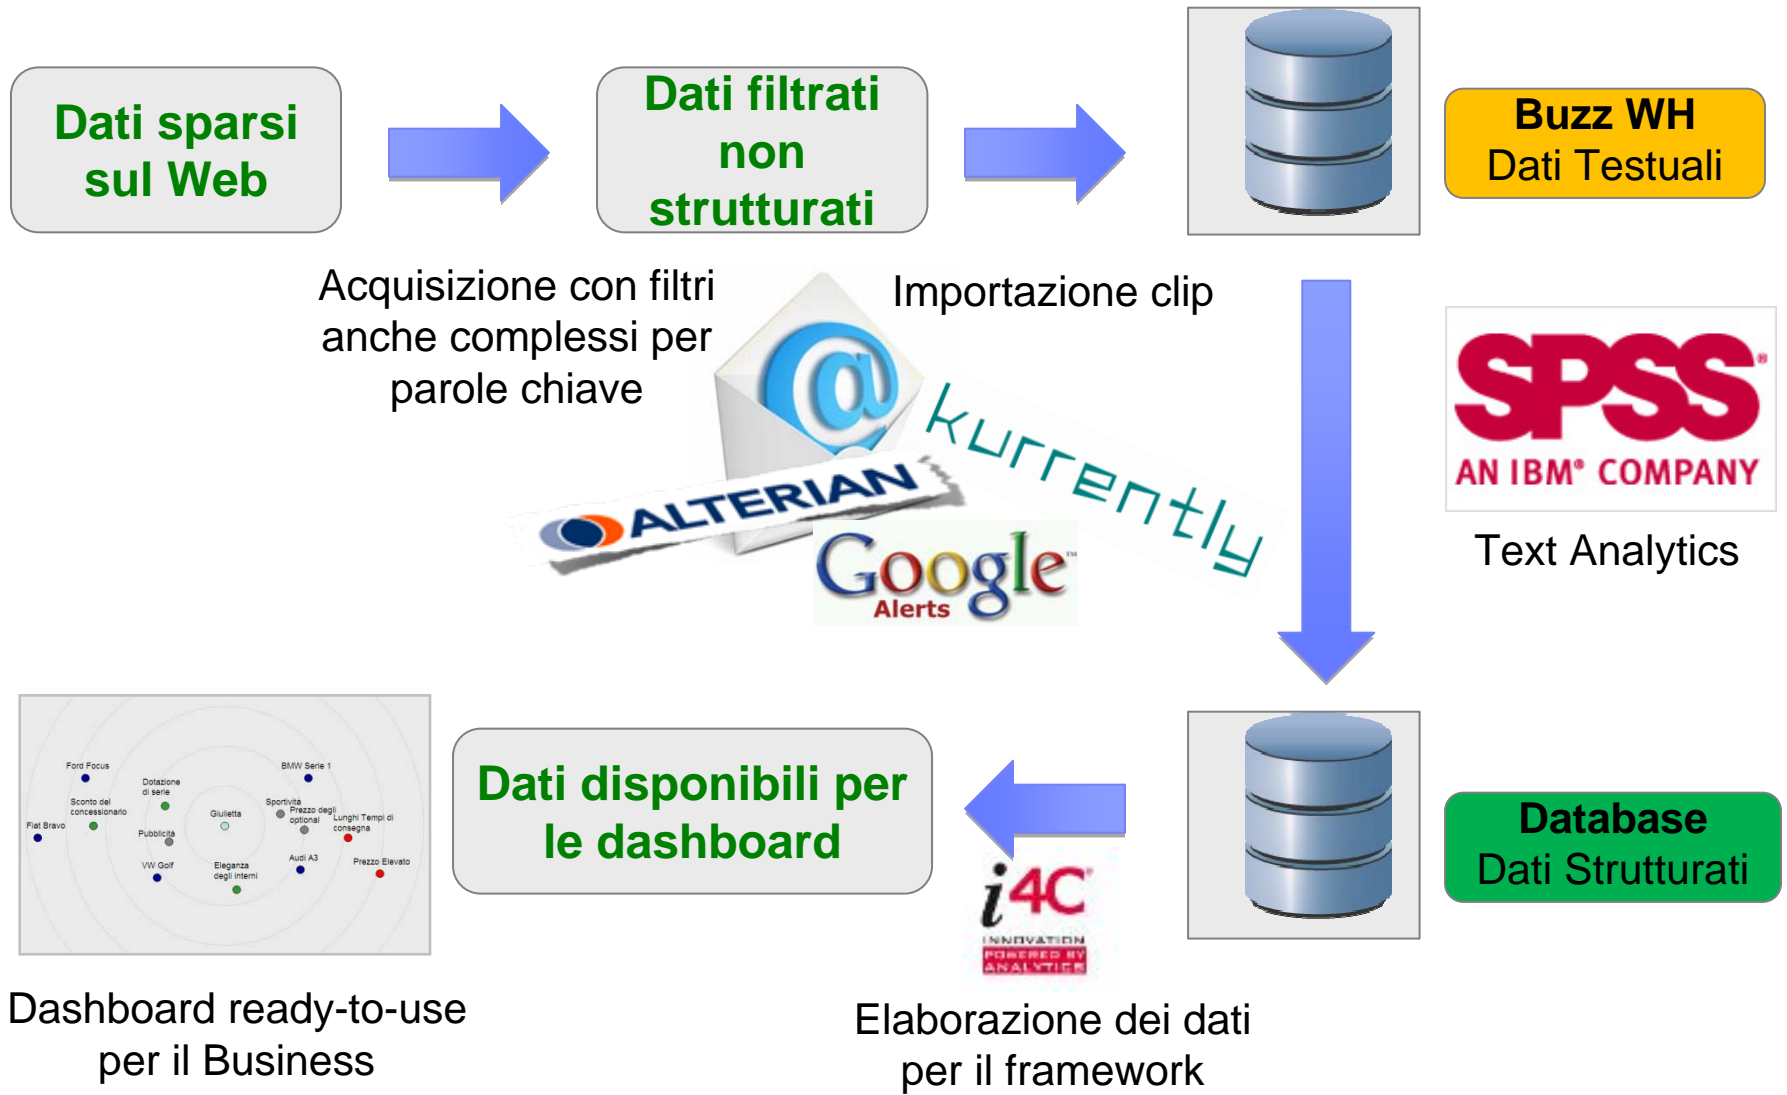 Dati sparsi
sul Web
Dati filtrati
non
strutturati
Buzz WH
Dati Testuali
Acquisizione con filtri
anche complessi per
parole chiave
Importazione clip
@
kurrently
ALTERIAN
Google™
Alerts
SPSS®
AN IBM® COMPANY
Text Analytics
Ford Focus
BMW Serie 1
Dotazione
di serie
Sconto del
concessionario
Giulietta
Sportività
Prezzo degli
optional
Lunghi Tempi di
consegna
Fiat Bravo
Pubblicità
VW Golf
Eleganza
degli interni
Audi A3
Prezzo Elevato
Dati disponibili per
le dashboard
i4C®
INNOVATION
POWERED BY
ANALYTICS
Database
Dati Strutturati
Dashboard ready-to-use
per il Business
Elaborazione dei dati
per il framework